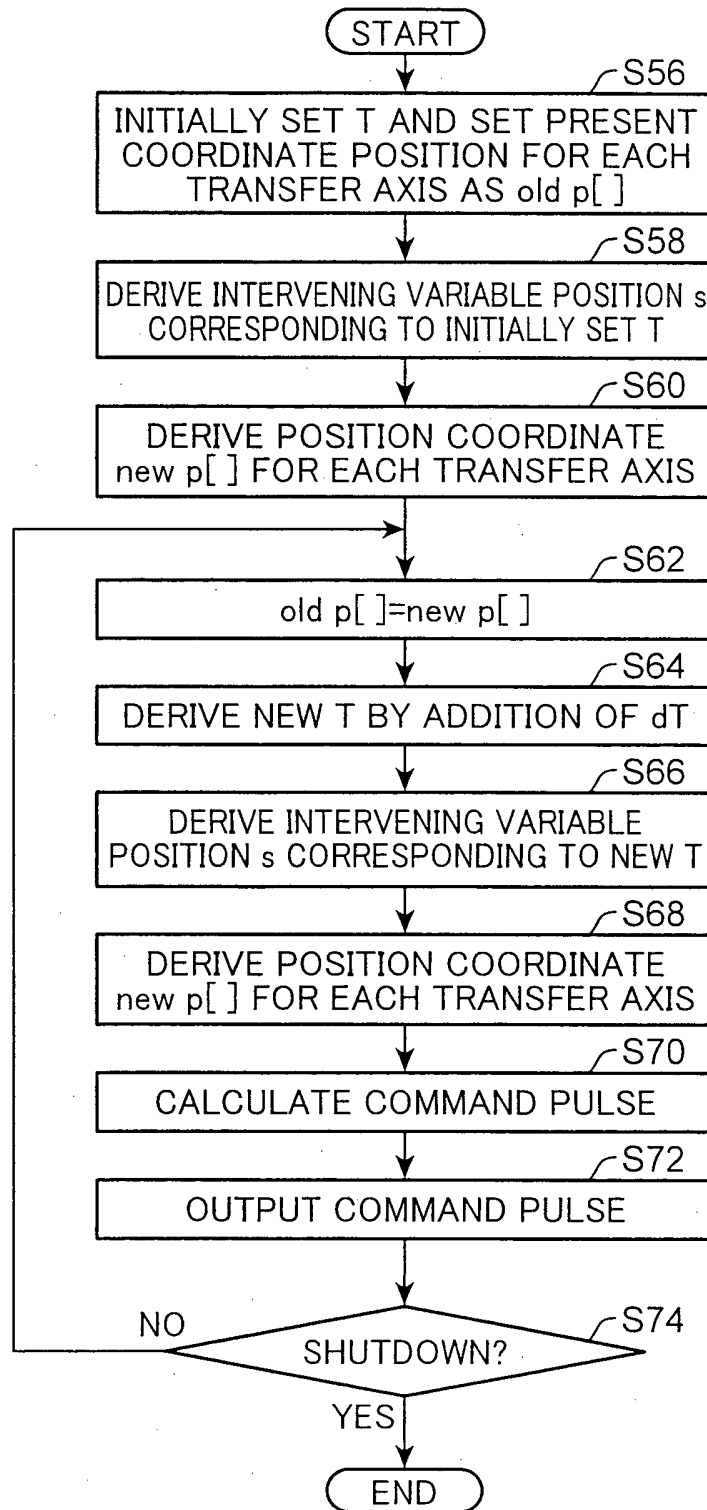 START
S56
INITIALLY SET T AND SET PRESENT
COORDINATE POSITION FOR EACH
TRANSFER AXIS AS old p[ ]
S58
DERIVE INTERVENING VARIABLE POSITION s
CORRESPONDING TO INITIALLY SET T
S60
DERIVE POSITION COORDINATE
new p[ ] FOR EACH TRANSFER AXIS
S62
old p[ ]=new p[ ]
S64
DERIVE NEW T BY ADDITION OF dT
S66
DERIVE INTERVENING VARIABLE
POSITION s CORRESPONDING TO NEW T
S68
DERIVE POSITION COORDINATE
new p[ ] FOR EACH TRANSFER AXIS
S70
CALCULATE COMMAND PULSE
S72
OUTPUT COMMAND PULSE
S74
NO
SHUTDOWN?
YES
END